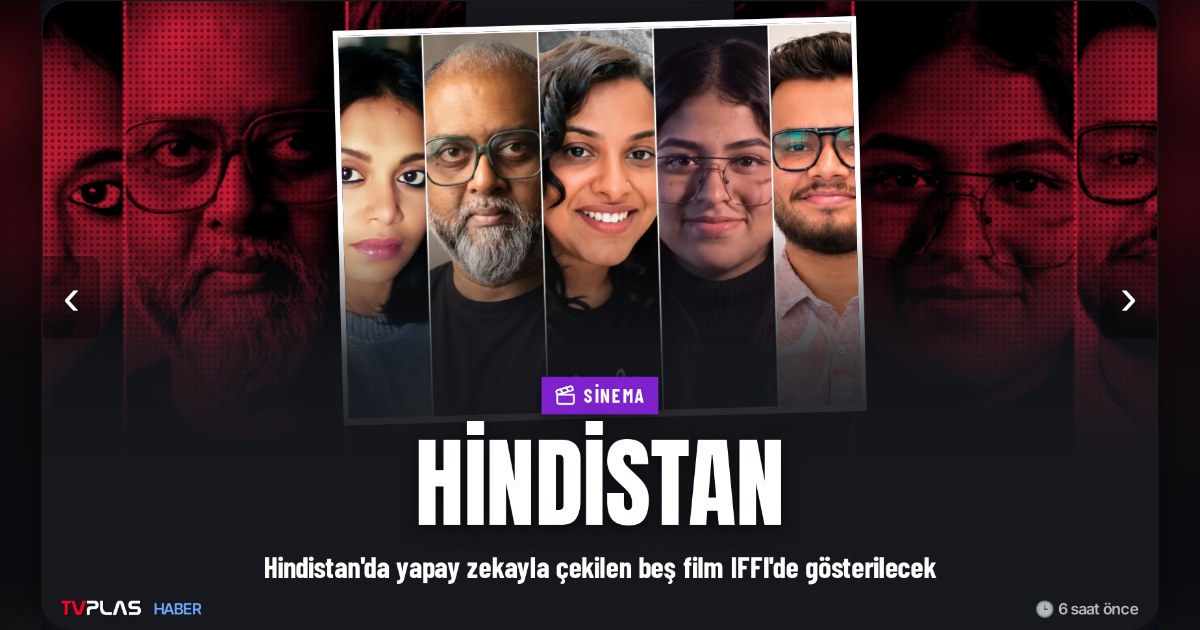 SİNEMA
HİNDİSTAN
Hindistan'da yapay zekayla çekilen beş film IFFI'de gösterilecek
TVPLAS HABER
6 saat önce